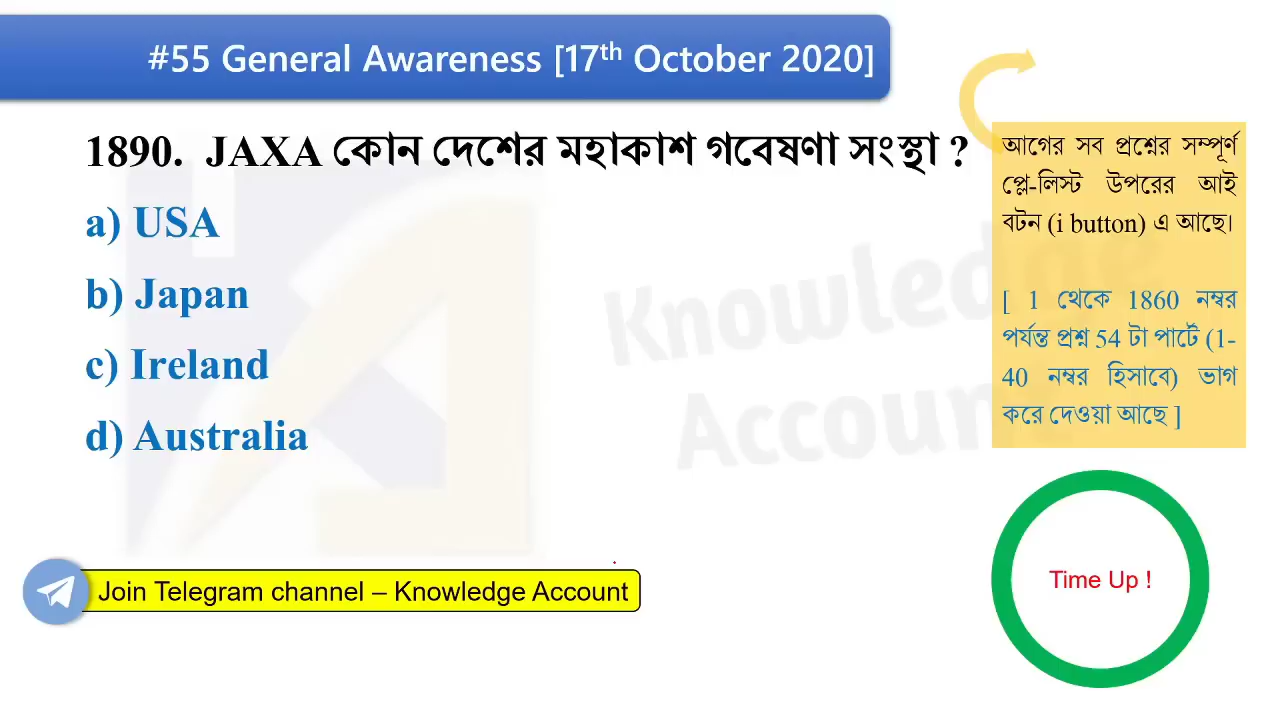 #55 General Awareness [17th October 2020]
1890. JAXA কোন দেশের মহাকাশ গবেষণা সংস্থা ?
a) USA
b) Japan
c) Ireland
d) Australia
আগের সব প্রশ্নের সম্পূর্ণ
প্লে-লিস্ট উপরের আই
বটন (i button) এ আছে।
[ 1 থেকে 1860 নম্বর
পর্যন্ত প্রশ্ন 54 টা পার্টে (1-
40 নম্বর হিসাবে) ভাগ
করে দেওয়া আছে ]
Knowledge
Account
Join Telegram channel – Knowledge Account
Time Up !